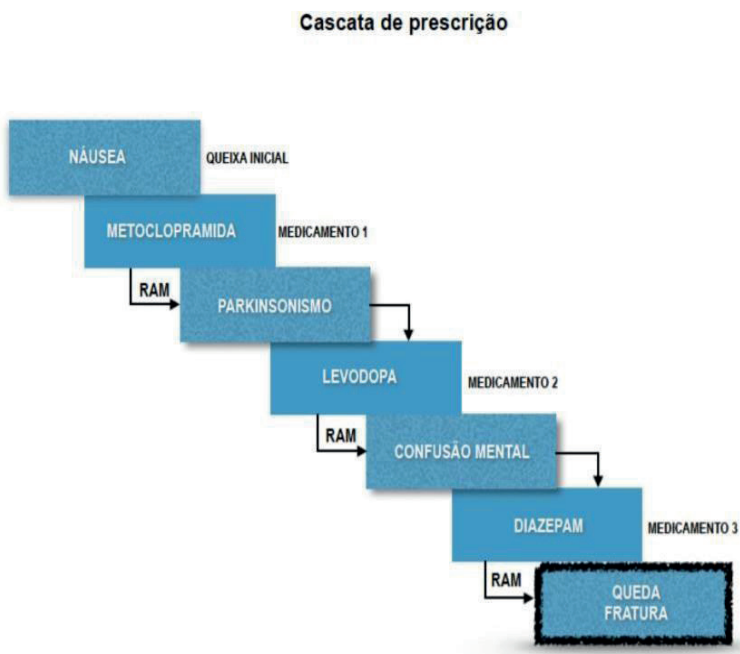 Cascata de prescrição
NÁUSEA
QUEIXA INICIAL
METOCLOPRAMIDA
MEDICAMENTO 1
RAM
PARKINSONISMO
LEVODOPA
MEDICAMENTO 2
RAM
CONFUSÃO MENTAL
DIAZEPAM
MEDICAMENTO 3
RAM
QUEDA
FRATURA